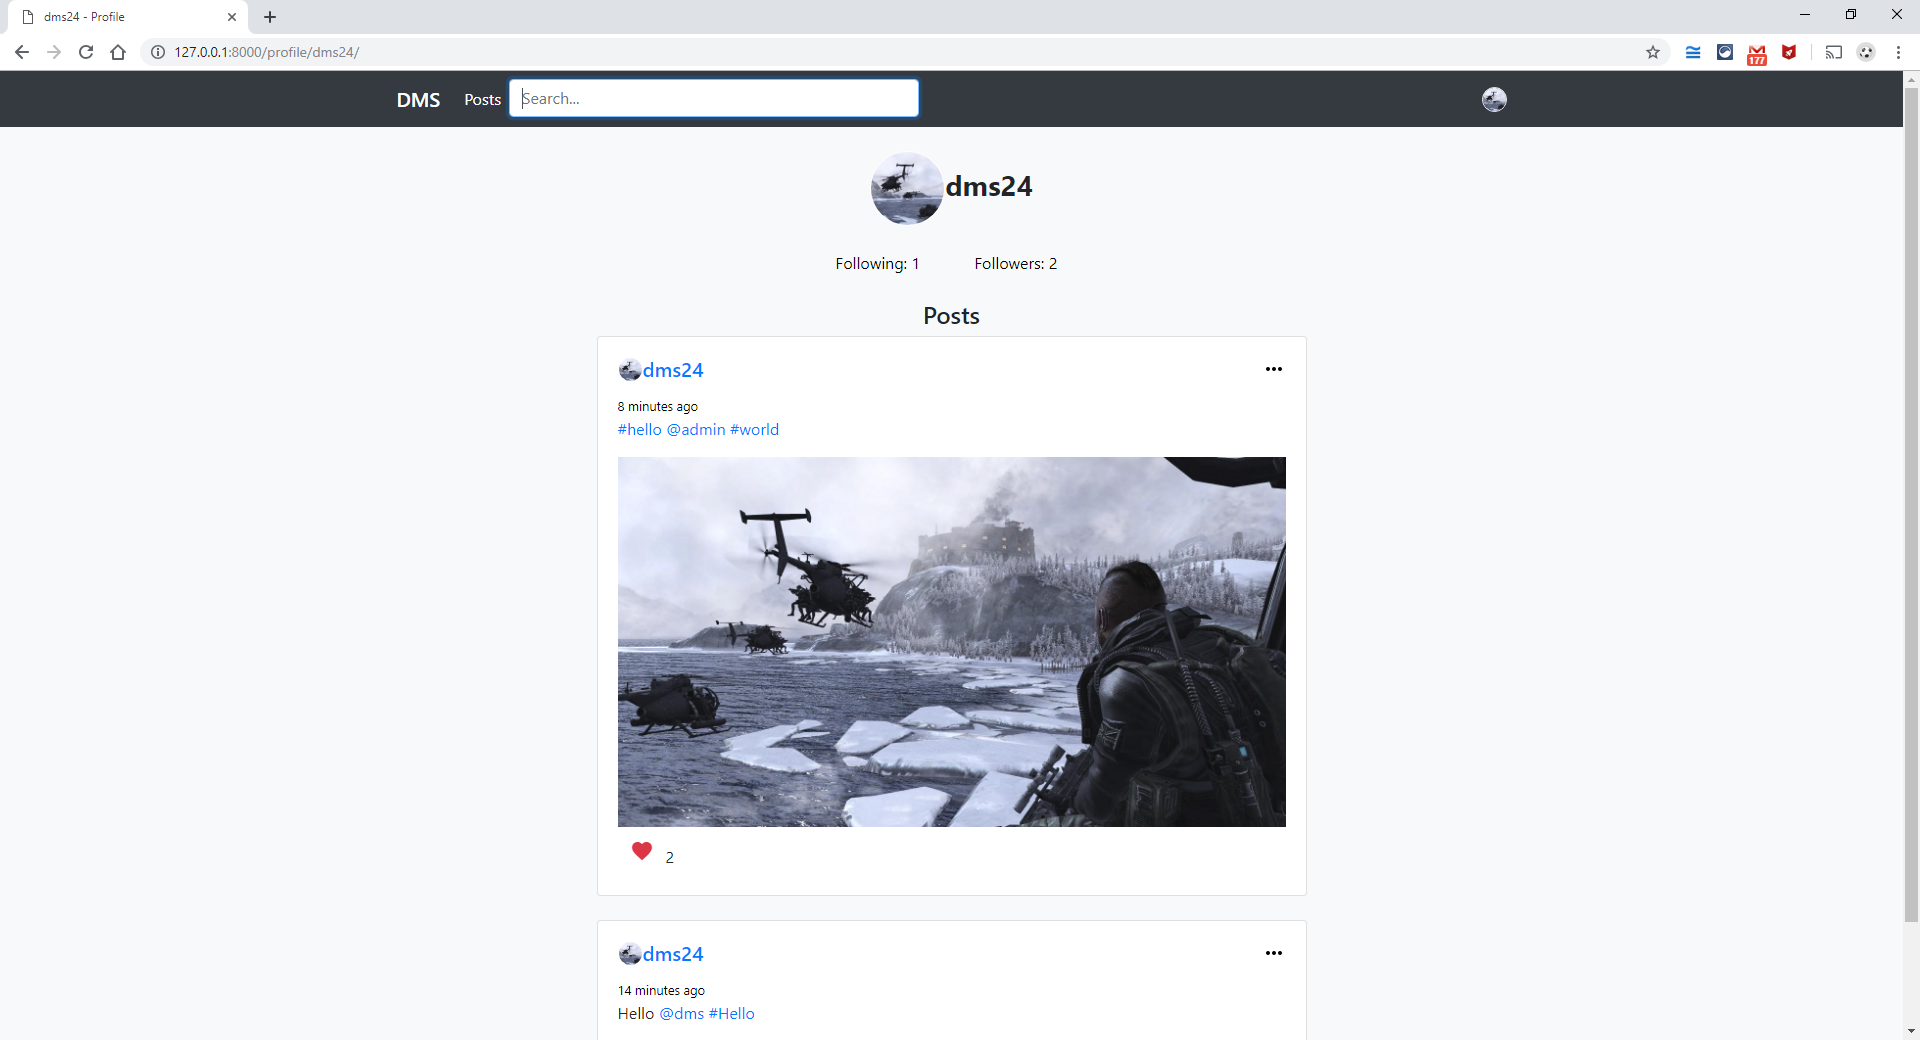 dms24 - Profile
127.0.0.1:8000/profile/dms24/
177
DMS Posts Search...
dms24
Following: 1 Followers: 2
Posts
dms24
8 minutes ago
#hello @admin #world
2
dms24
14 minutes ago
Hello @dms #Hello